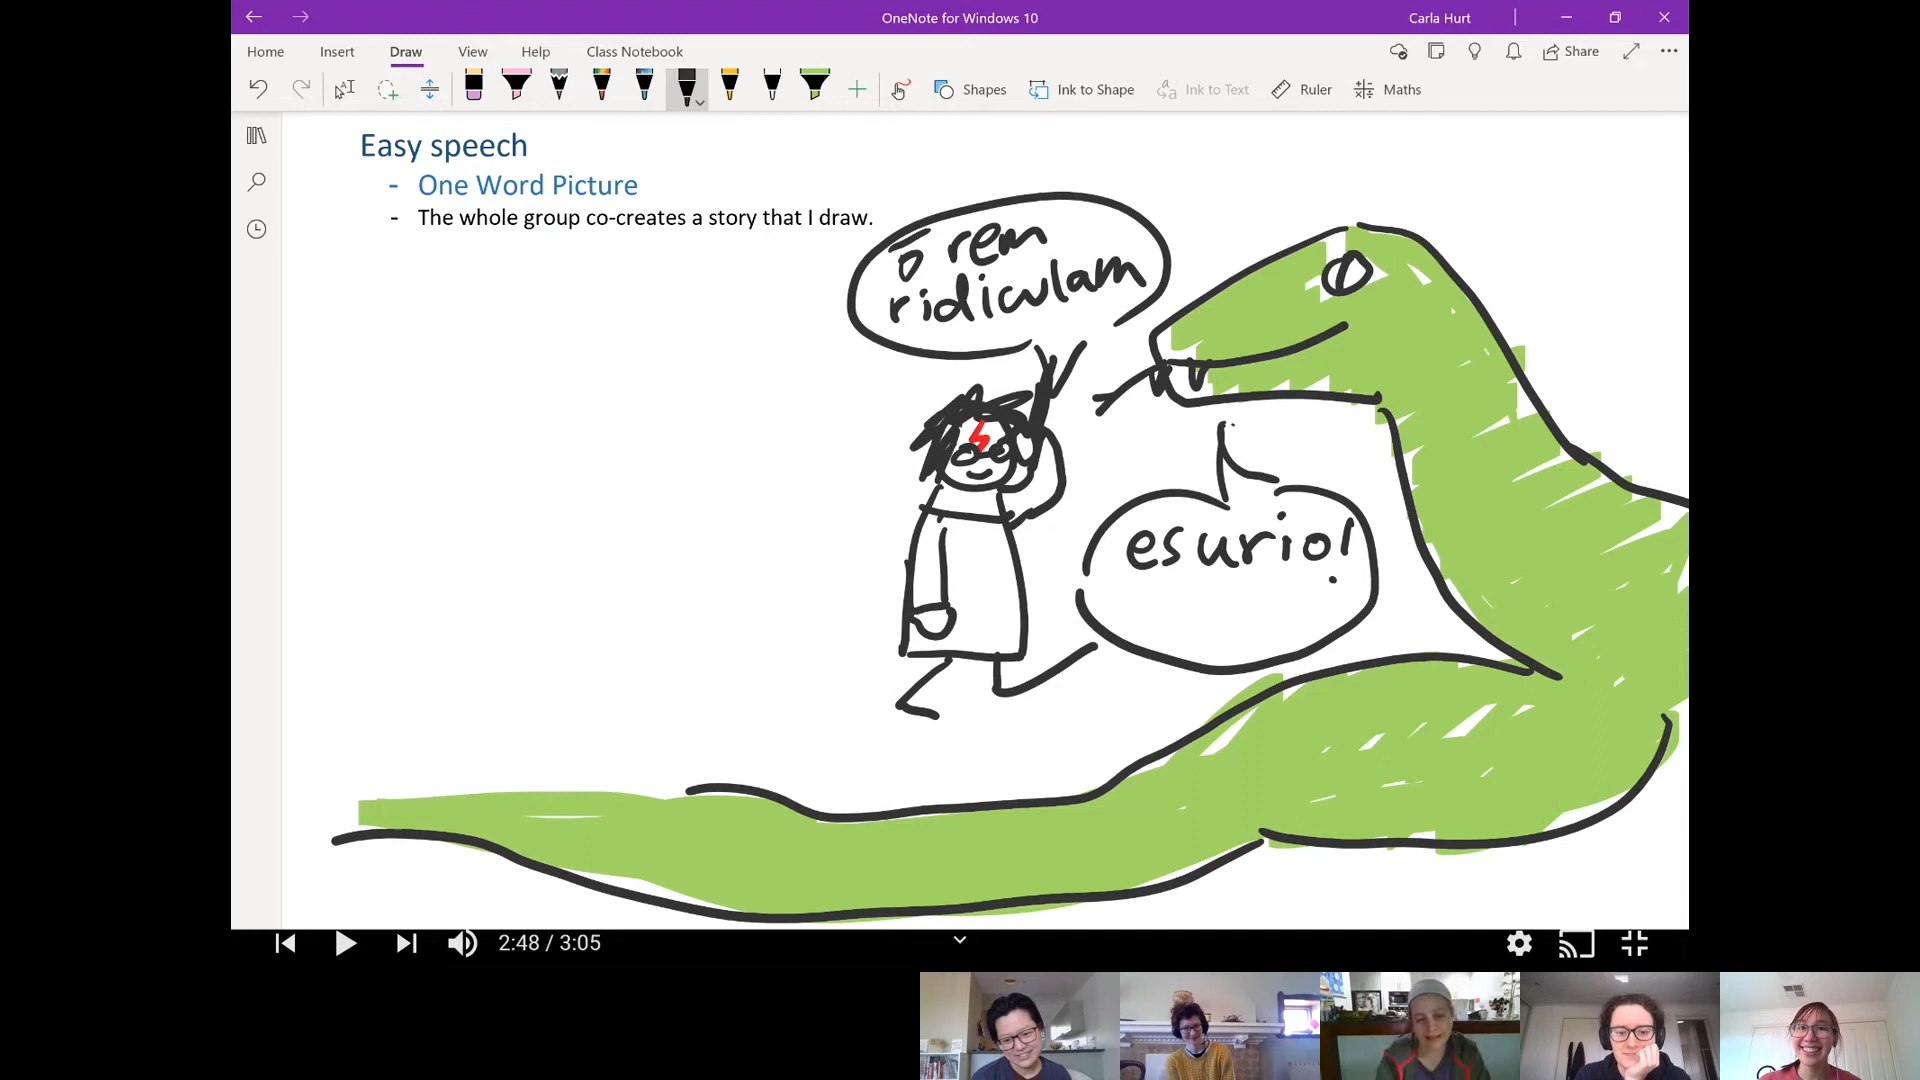 OneNote for Windows 10
Carla Hurt
Home Insert Draw View Help Class Notebook
Share
Shapes Ink to Shape Ink to Text Ruler Maths
Easy speech
- One Word Picture
- The whole group co-creates a story that I draw.
ō rem
ridiculam
esurio!
2:48 / 3:05